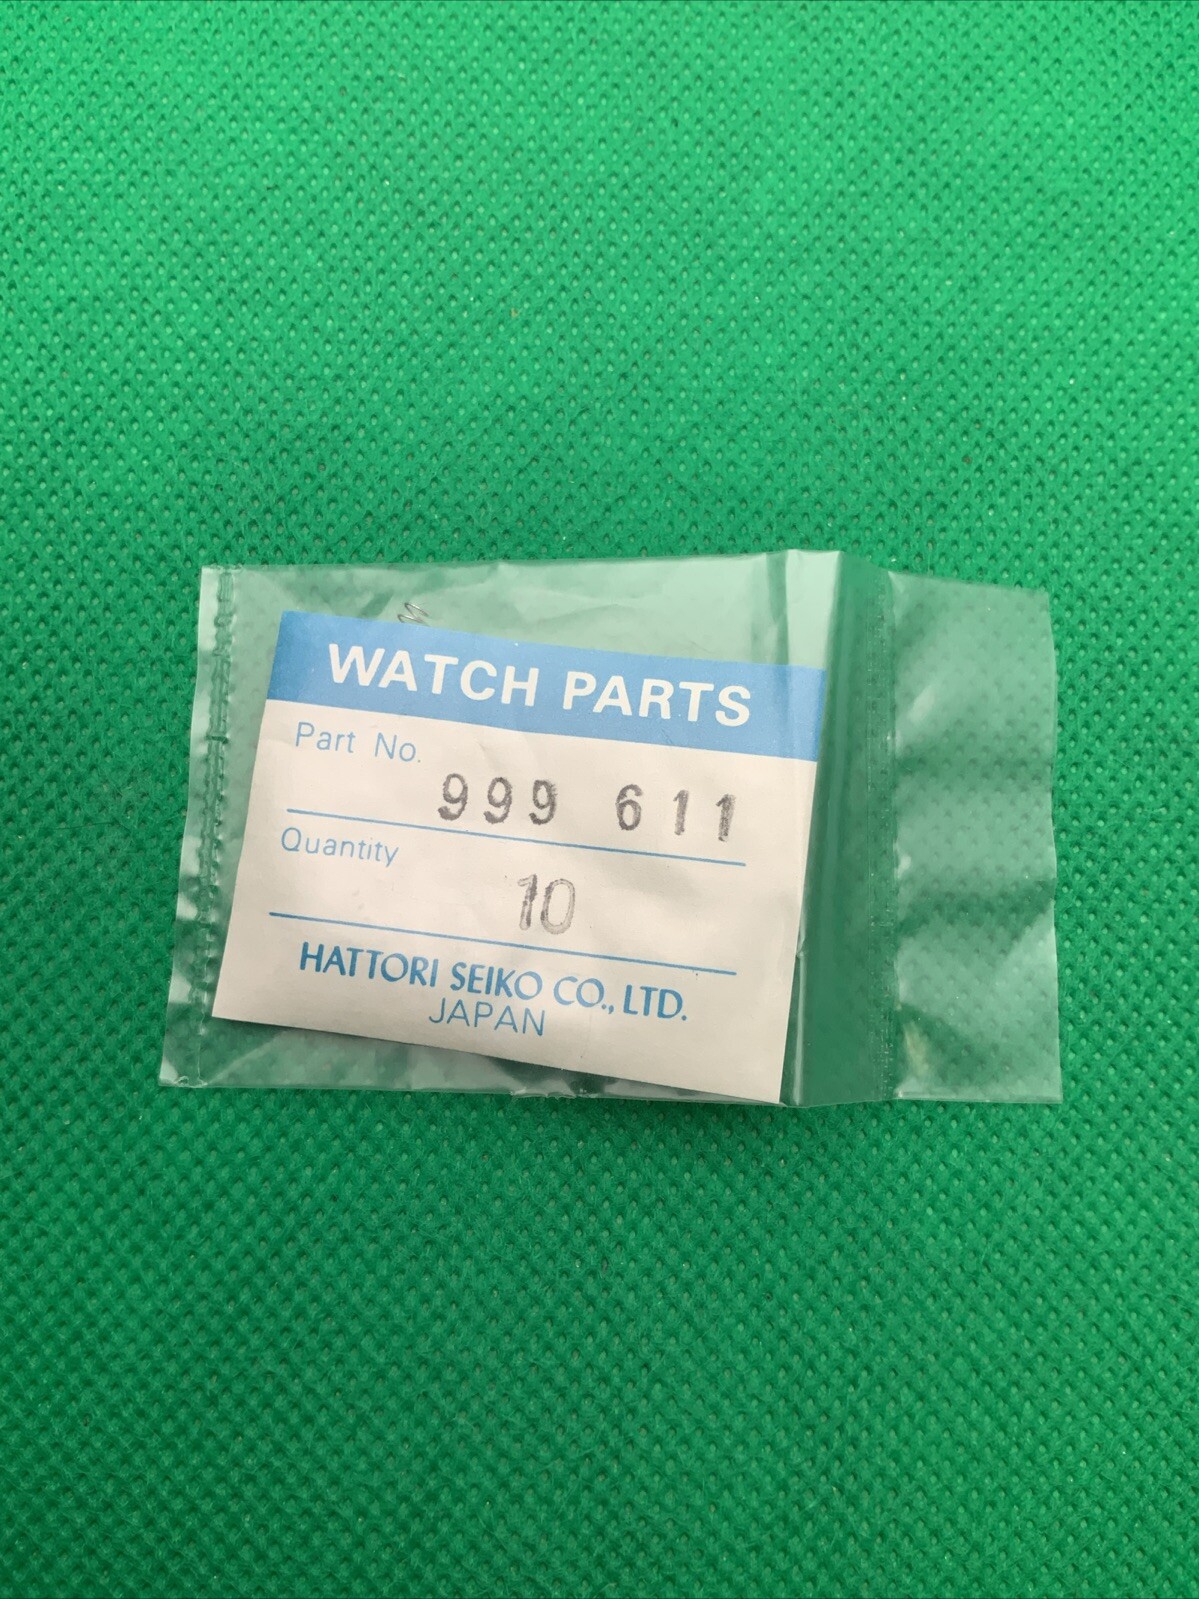 WATCH PARTS
Part No.
999 611
Quantity
10
HATTORI SEIKO CO., LTD.
JAPAN